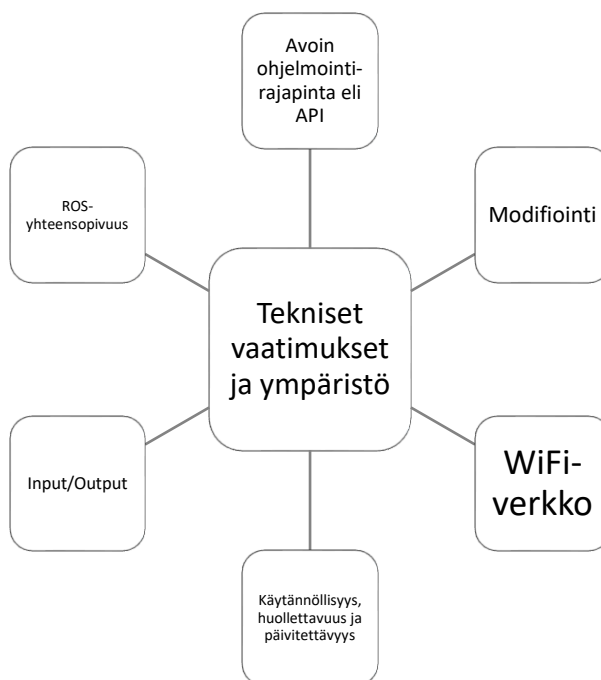 Avoin
ohjelmointi-
rajapinta eli
API
ROS-
yhteensopivuus
Modifiointi
Tekniset
vaatimukset
ja ympäristö
Input/Output
WiFi-
verkko
Käytännöllisyys,
huollettavuus ja
päivitettävyys